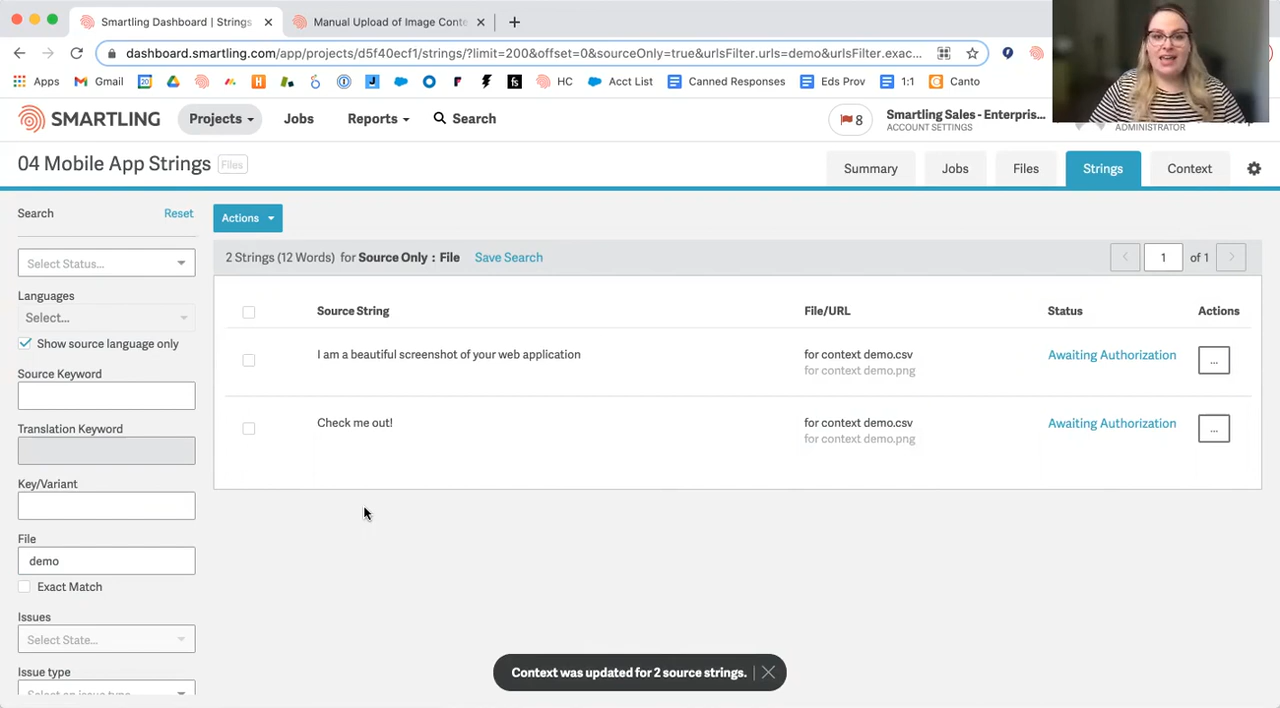 Smartling Dashboard | Strings
Manual Upload of Image Conte
dashboard.smartling.com/app/projects/d5f40ecf1/strings/?limit=200&offset=0&sourceOnly=true&urlsFilter.urls=demo&urlsFilter.exac...
Apps
Gmail
HC
Acct List
Canned Responses
Eds Prov
1:1
Canto
SMARTLING
Projects
Jobs
Reports
Search
8
Smartling Sales - Enterpris...
ACCOUNT SETTINGS
ADMINISTRATOR
04 Mobile App Strings
Files
Summary
Jobs
Files
Strings
Context
Search
Reset
Actions
Select Status...
2 Strings (12 Words) for Source Only : File
Save Search
1
of 1
Languages
Select...
Show source language only
Source String
File/URL
Status
Actions
I am a beautiful screenshot of your web application
for context demo.csv
for context demo.png
Awaiting Authorization
...
Source Keyword
Check me out!
for context demo.csv
for context demo.png
Awaiting Authorization
...
Translation Keyword
Key/Variant
File
demo
Exact Match
Issues
Select State...
Issue type
Select an issue type
Context was updated for 2 source strings.